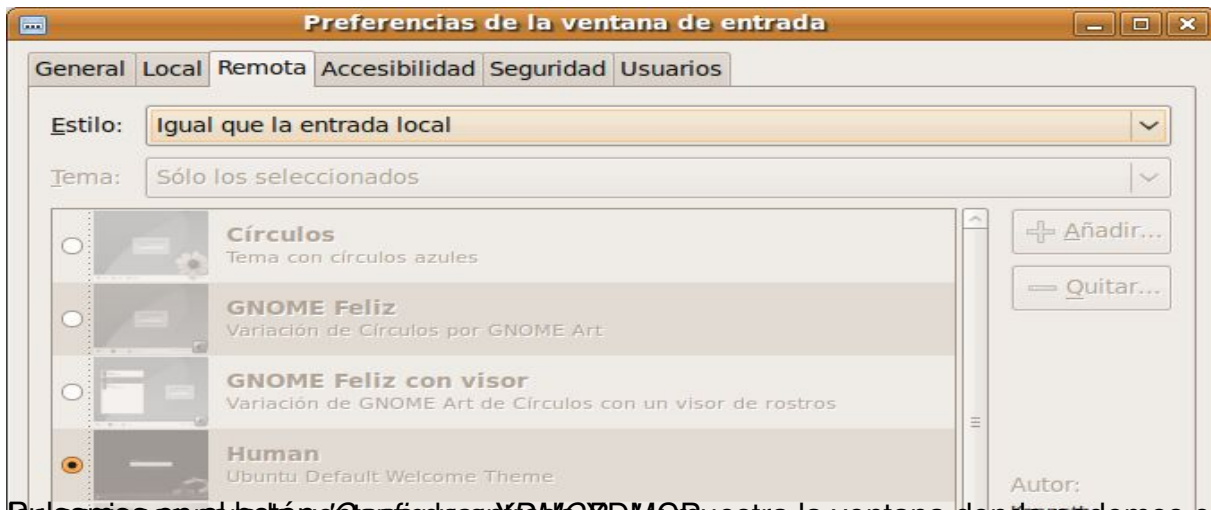 Preferencias de la ventana de entrada
General Local Remota Accesibilidad Seguridad Usuarios
Estilo: Igual que la entrada local
Tema: Sólo los seleccionados
Círculos
Tema con círculos azules
Añadir...
Quitar...
GNOME Feliz
Variación de Círculos por GNOME Art
GNOME Feliz con visor
Variación de GNOME Art de Círculos con un visor de rostros
Human
Ubuntu Default Welcome Theme
Autor:
la ventana